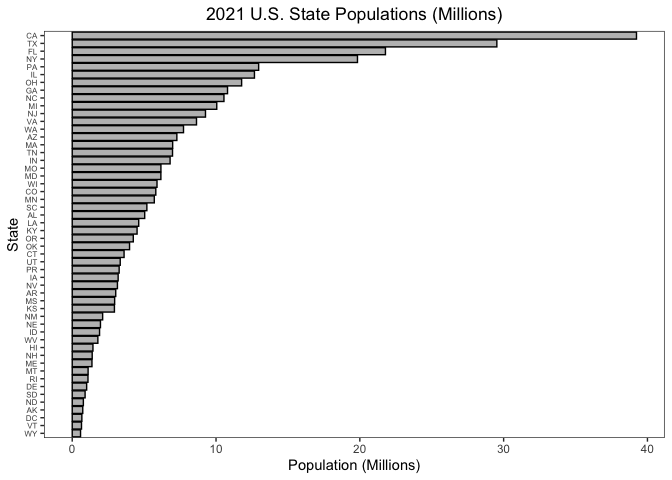 2021 U.S. State Populations (Millions)
CA
TX
FL
NY
PA
IL
OH
GA
NC
MI
NJ
VA
WA
AZ
MA
TN
IN
MO
MD
WI
CO
MN
SC
AL
LA
KY
OR
OK
CT
UT
PR
IA
NV
AR
MS
KS
NM
NE
ID
WV
HI
NH
ME
MT
RI
DE
SD
ND
AK
DC
VT
WY
State
0 10 20 30 40
Population (Millions)